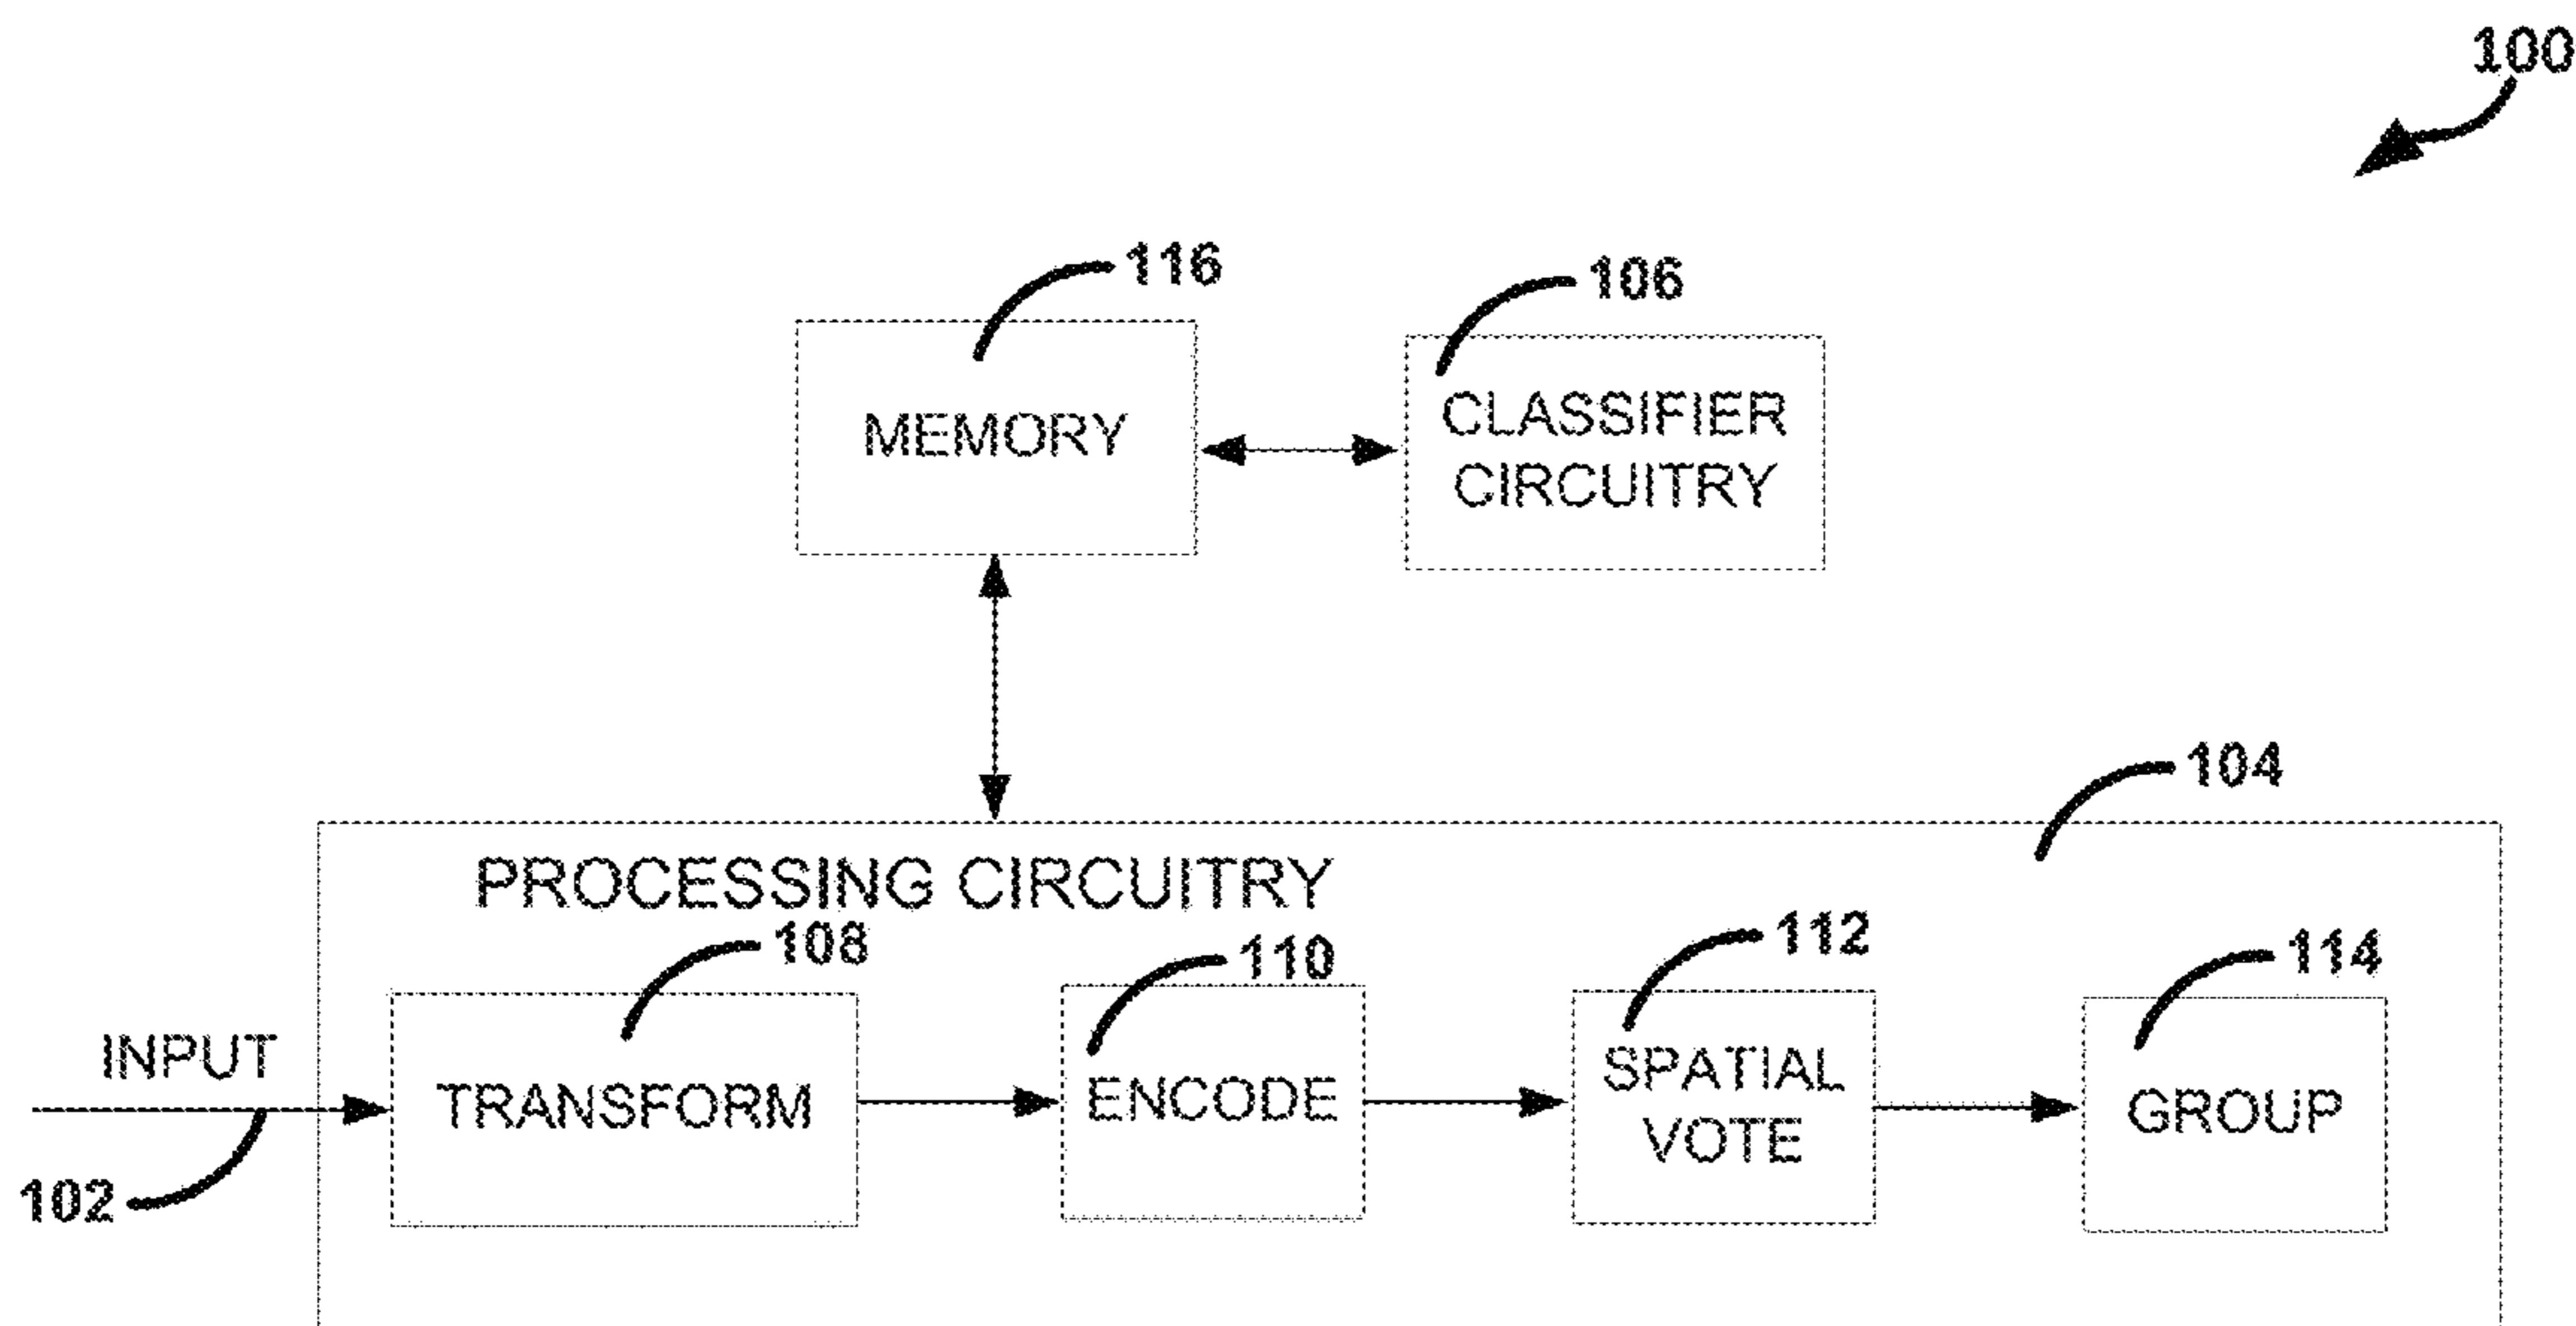 100
116
106
MEMORY
CLASSIFIER
CIRCUITRY
104
PROCESSING CIRCUITRY
108
110
112
114
INPUT
TRANSFORM
ENCODE
SPATIAL
VOTE
GROUP
102